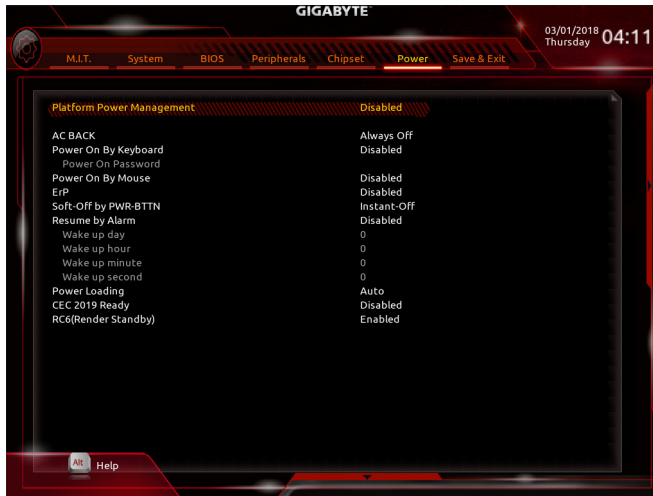 GIGABYTE
03/01/2018 Thursday 04:11
M.I.T. System BIOS Peripherals Chipset Power Save & Exit
Platform Power Management Disabled
AC BACK Always Off
Power On By Keyboard Disabled
Power On Password
Power On By Mouse Disabled
ErP Disabled
Soft-Off by PWR-BTTN Instant-Off
Resume by Alarm Disabled
Wake up day 0
Wake up hour 0
Wake up minute 0
Wake up second 0
Power Loading Auto
CEC 2019 Ready Disabled
RC6(Render Standby) Enabled
Alt Help